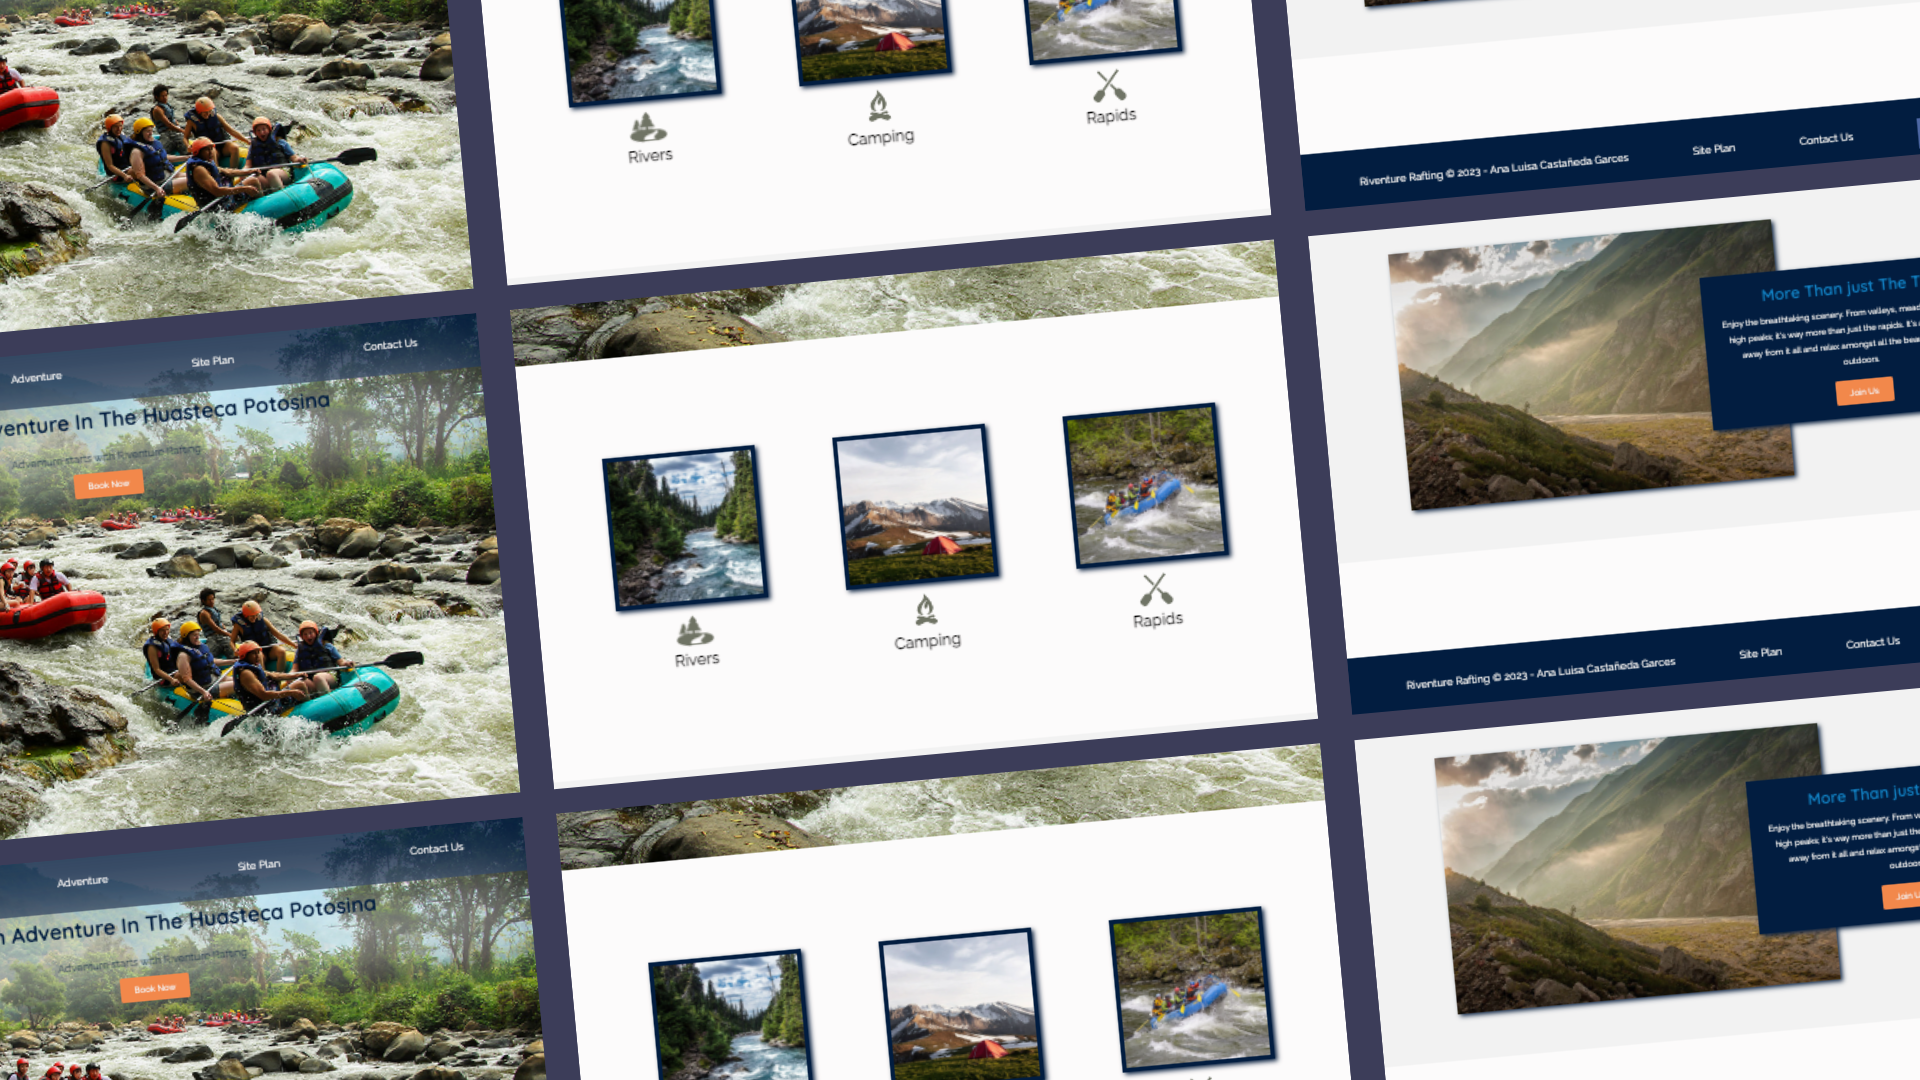 Rivers
Camping
Rapids
Riventure Rafting © 2023 - Ana Luisa Castañeda Garces
Site Plan
Contact Us
Adventure
Site Plan
Contact Us
Adventure In The Huasteca Potosina
Adventure starts with Riventure Rafting
Book Now
Rivers
Camping
Rapids
More Than just The T
Enjoy the breathtaking scenery. From valleys, mead
high peaks; it's way more than just the rapids. It's
away from it all and relax amongst all the beau
outdoors.
Join Us
Riventure Rafting © 2023 - Ana Luisa Castañeda Garces
Site Plan
Contact Us
Adventure
Site Plan
Contact Us
Adventure In The Huasteca Potosina
Adventure starts with Riventure Rafting
Book Now
More Than just
Enjoy the breathtaking scenery. From v
high peaks; it's way more than just the
away from it all and relax amongst
outdoor
Join U